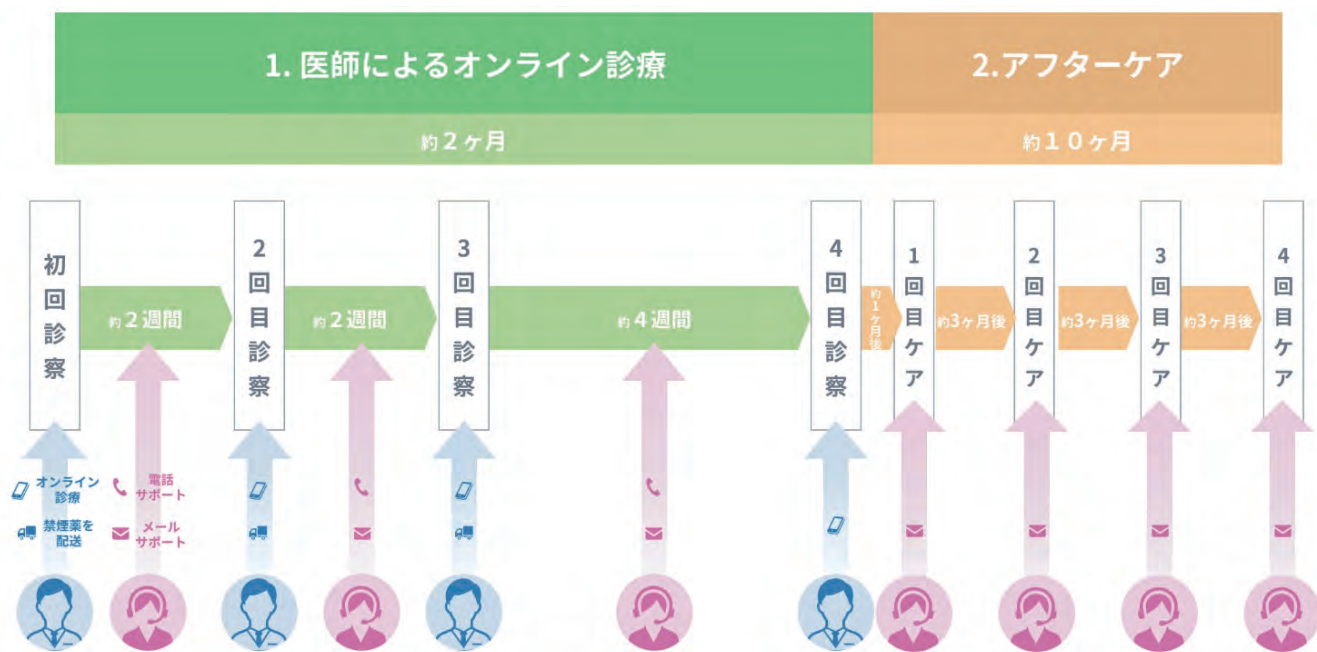 1. 医師によるオンライン診療
2.アフターケア
約2ヶ月
約10ヶ月
初回診察
約2週間
2回目診察
約2週間
3回目診察
約4週間
4回目診察
約1ヶ月後
1回目ケア
約3ヶ月後
2回目ケア
約3ヶ月後
3回目ケア
約3ヶ月後
4回目ケア
オンライン
診療
電話
サポート
禁煙薬を
配送
メール
サポート